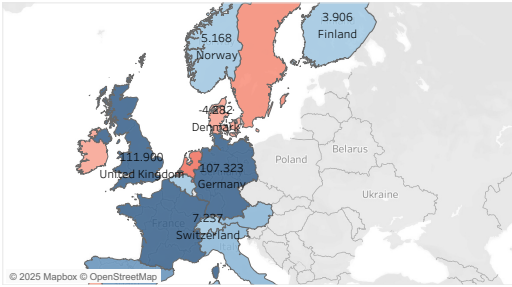 3.906
Finland
5.168
Norway
-4.282
Denmark
111.900
United Kingdom
107.323
Germany
Poland
Belarus
Ukraine
France
7.237
Switzerland
© 2025 Mapbox © OpenStreetMap